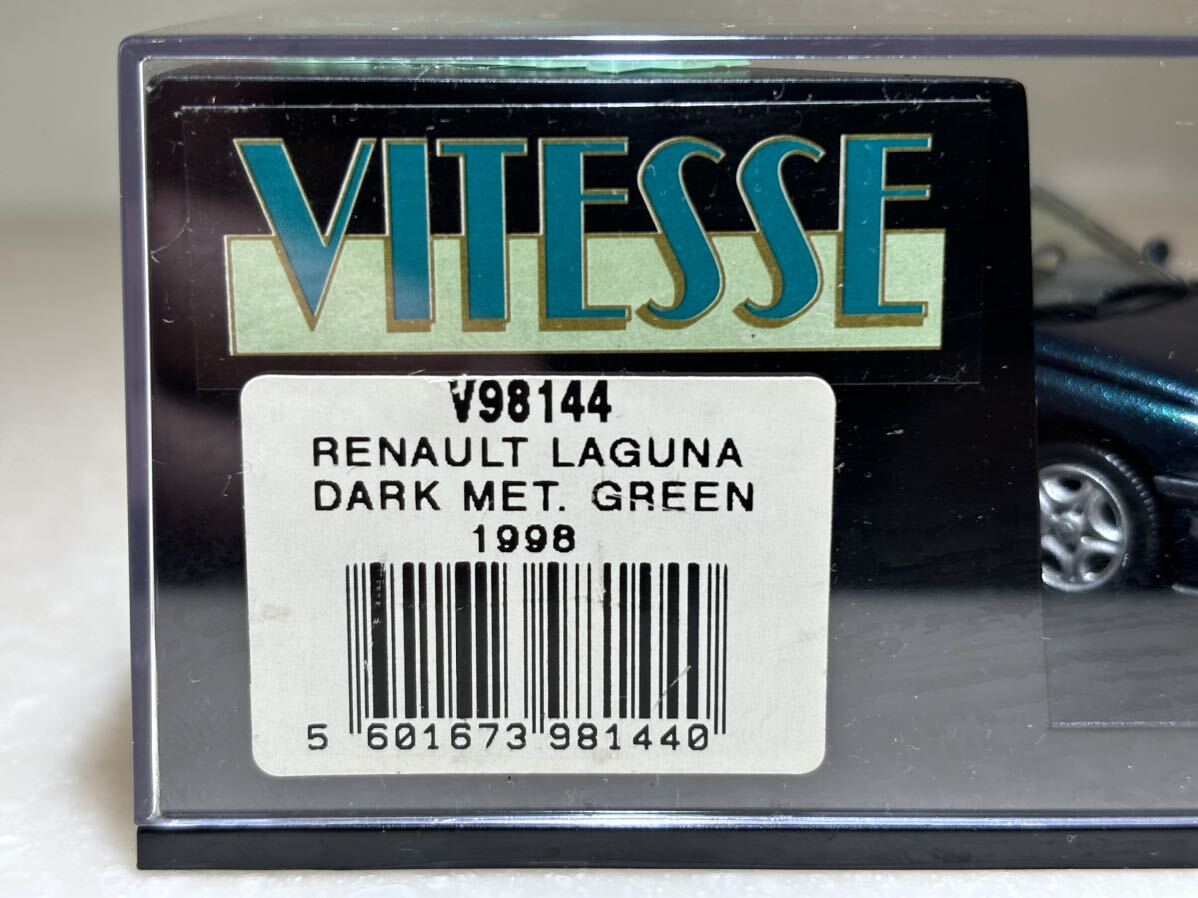 VITESSE
V98144
RENAULT LAGUNA
DARK MET. GREEN
1998
5 601673 981440